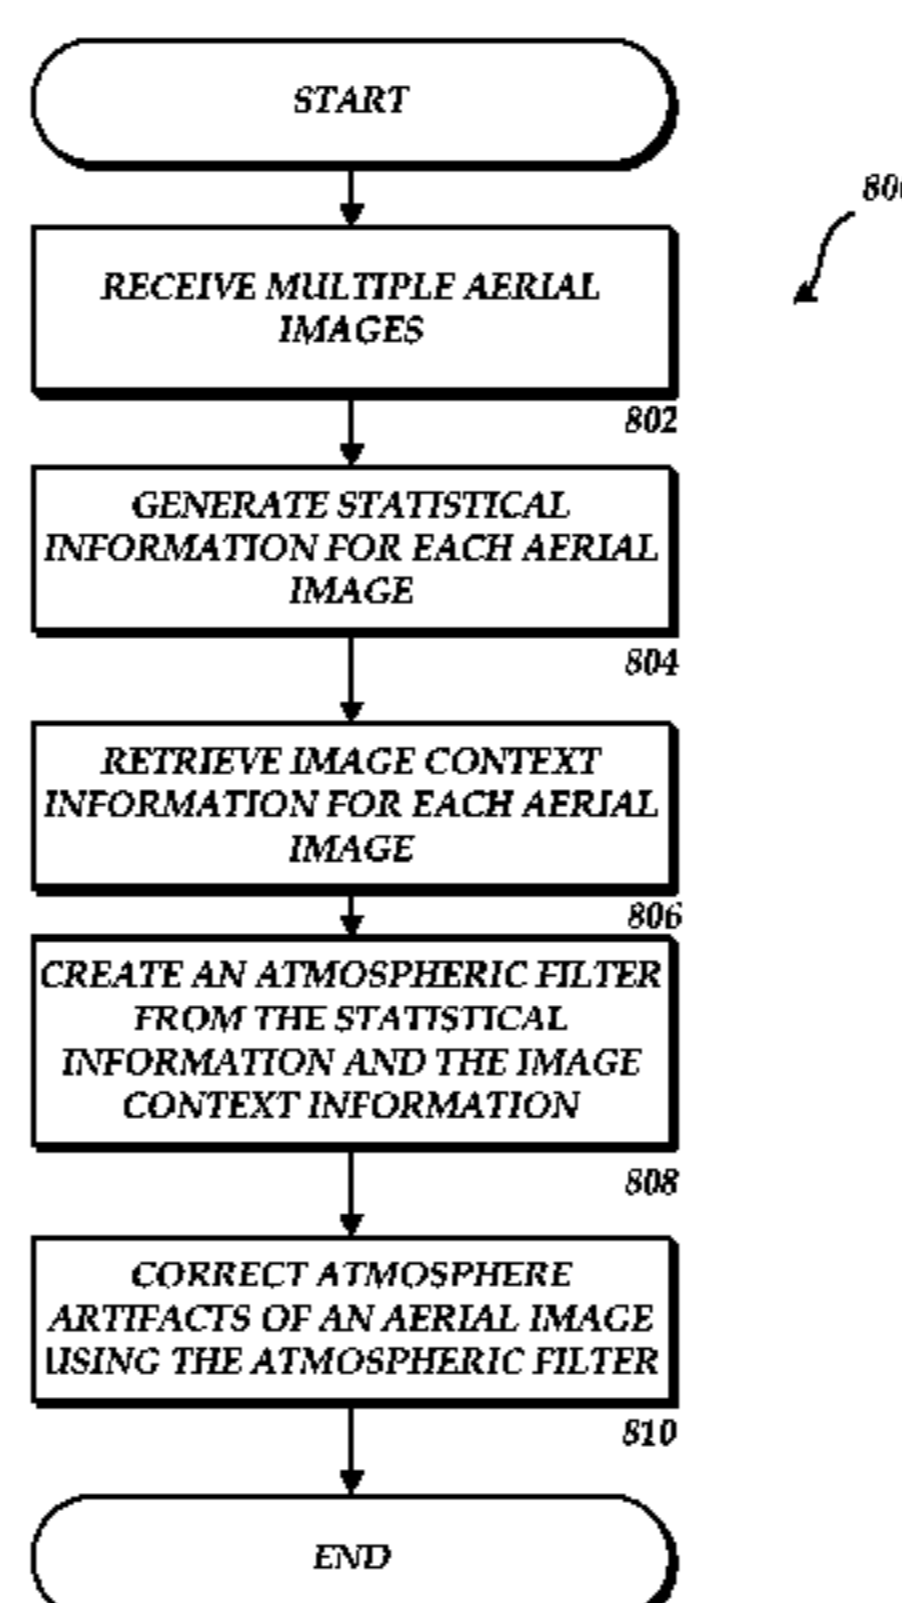 START
800
RECEIVE MULTIPLE AERIAL
IMAGES
802
GENERATE STATISTICAL
INFORMATION FOR EACH AERIAL
IMAGE
804
RETRIEVE IMAGE CONTEXT
INFORMATION FOR EACH AERIAL
IMAGE
806
CREATE AN ATMOSPHERIC FILTER
FROM THE STATISTICAL
INFORMATION AND THE IMAGE
CONTEXT INFORMATION
808
CORRECT ATMOSPHERE
ARTIFACTS OF AN AERIAL IMAGE
USING THE ATMOSPHERIC FILTER
810
END